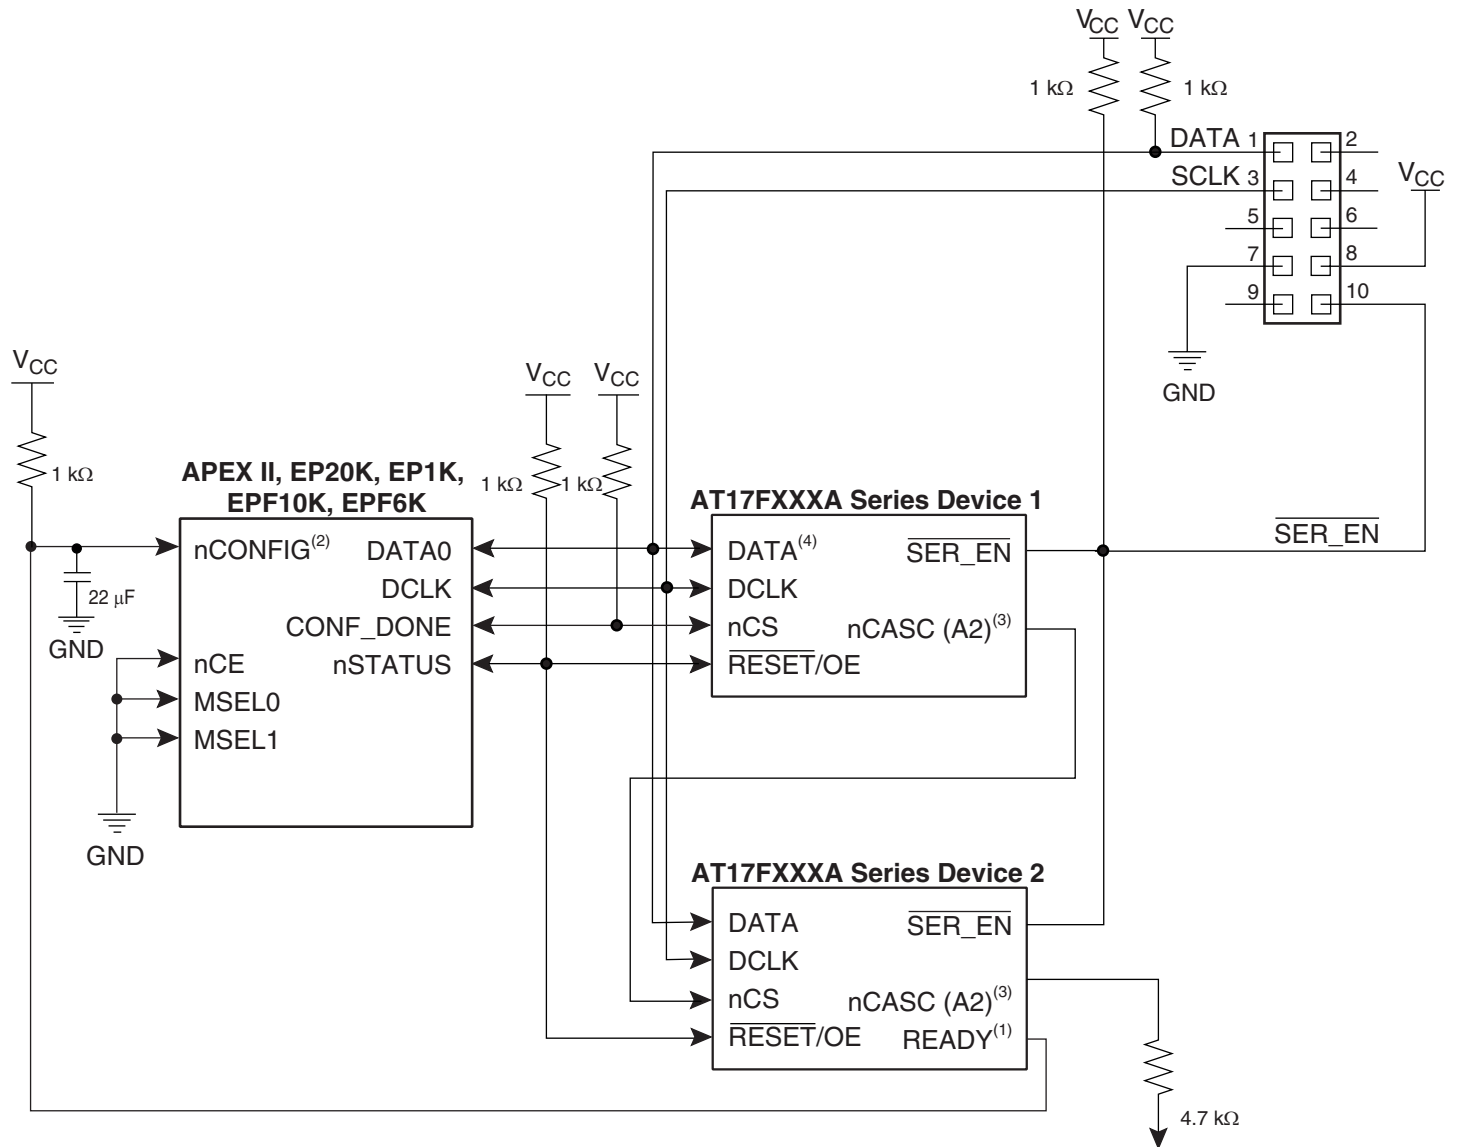 VCC VCC
1 kΩ 1 kΩ
DATA 1 2
SCLK 3 4
VCC
5 6
7 8
9 10
GND
SER_EN
VCC
1 kΩ
VCC VCC
1 kΩ 1 kΩ
APEX II, EP20K, EP1K,
EPF10K, EPF6K
nCONFIG(2) DATA0
DCLK
CONF_DONE
nCE nSTATUS
MSEL0
MSEL1
22 µF
GND
GND
AT17FXXXA Series Device 1
DATA(4) SER_EN
DCLK
nCS nCASC (A2)(3)
RESET/OE
AT17FXXXA Series Device 2
DATA SER_EN
DCLK
nCS nCASC (A2)(3)
RESET/OE READY(1)
4.7 kΩ